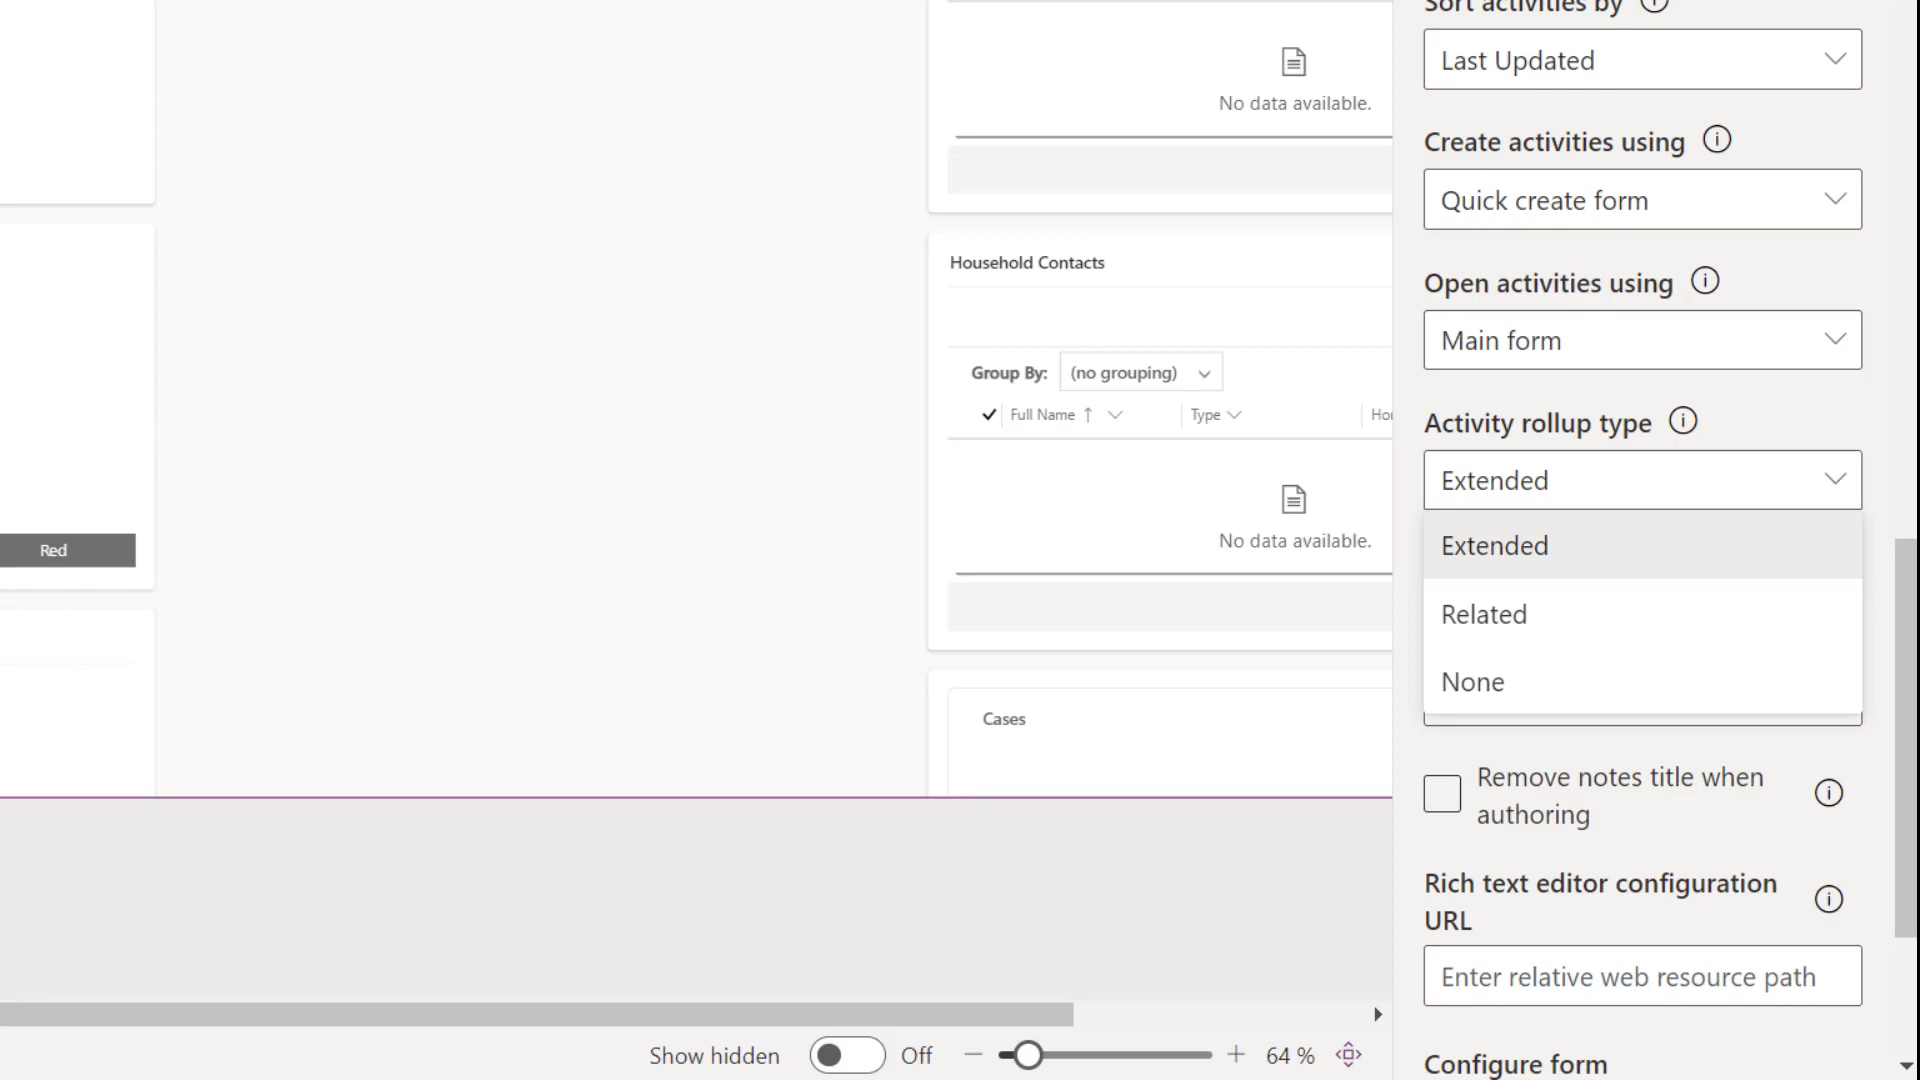 Sort activities by
Last Updated
No data available.
Create activities using
Quick create form
Household Contacts
Open activities using
Main form
Group By: (no grouping)
Full Name Type
Activity rollup type
Extended
No data available.
Red
Extended
Related
None
Cases
Remove notes title when
authoring
Rich text editor configuration
URL
Enter relative web resource path
Show hidden Off 64 %
Configure form